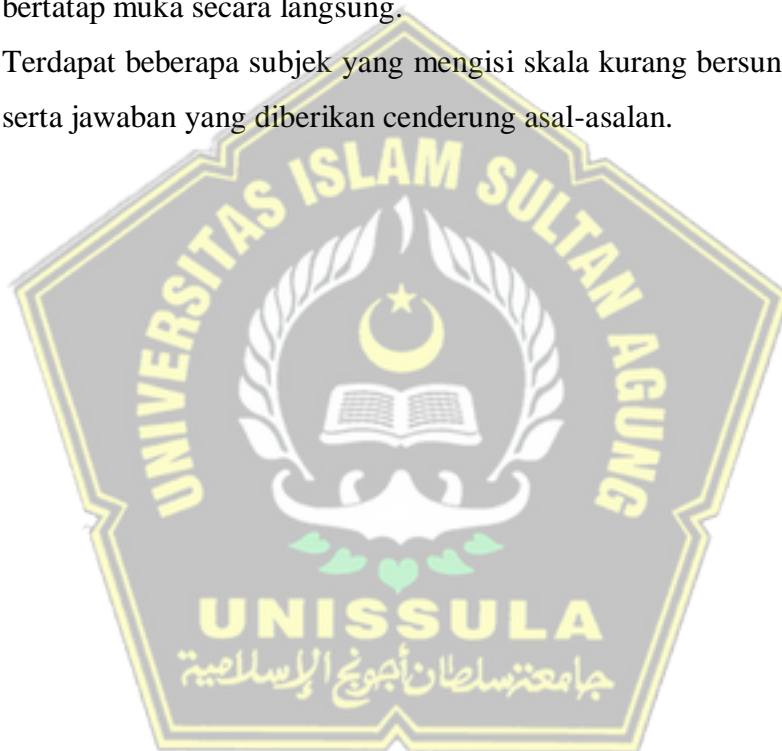 bertatap muka secara langsung.
Terdapat beberapa subjek yang mengisi skala kurang bersun
serta jawaban yang diberikan cenderung asal-asalan.
UNIVERSITAS ISLAM SULTAN AGUNG
UNISSULA
جامعة سلطان أجونج الإسلامية